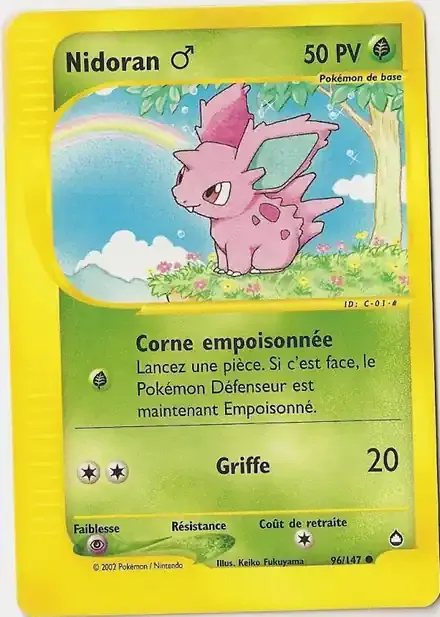 Nidoran ♂ 50 PV
Pokémon de base
ID: C-01-#
Corne empoisonnée
Lancez une pièce. Si c'est face, le
Pokémon Défenseur est
maintenant Empoisonné.
Griffe 20
Faiblesse Résistance Coût de retraite
© 2002 Pokémon / Nintendo Illus. Keiko Fukuyama 96/147